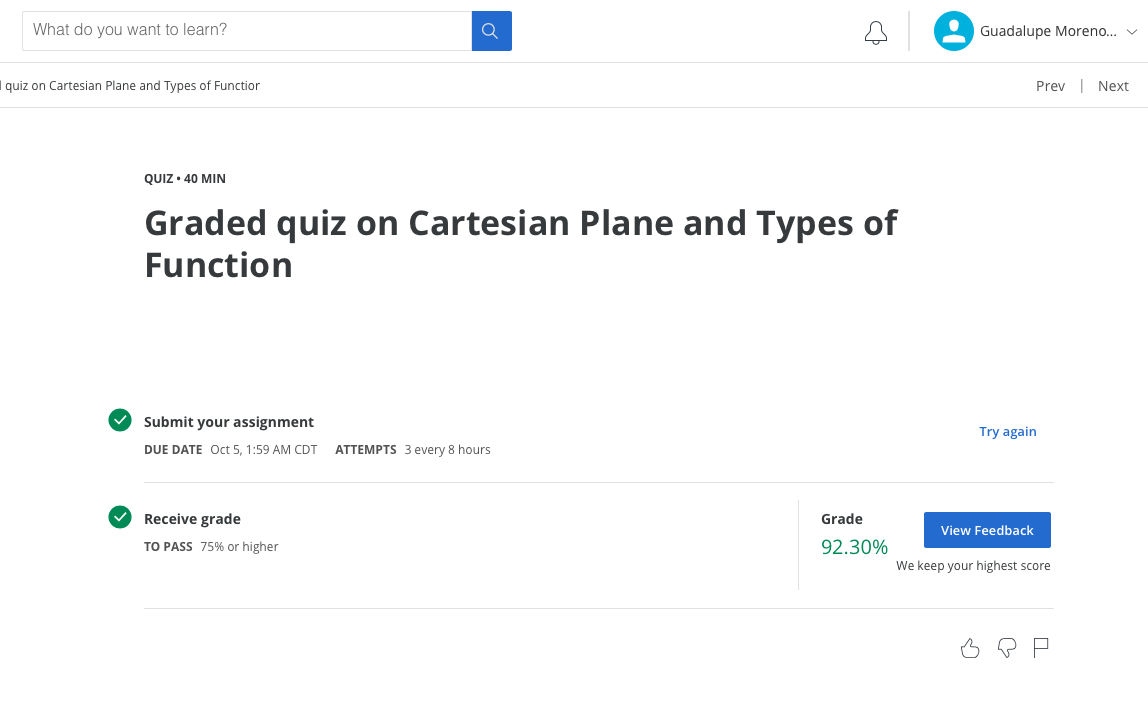 What do you want to learn?
Guadalupe Moreno...
quiz on Cartesian Plane and Types of Functior
Prev | Next
QUIZ • 40 MIN
Graded quiz on Cartesian Plane and Types of
Function
Submit your assignment
DUE DATE Oct 5, 1:59 AM CDT ATTEMPTS 3 every 8 hours
Try again
Receive grade
TO PASS 75% or higher
Grade
92.30%
View Feedback
We keep your highest score